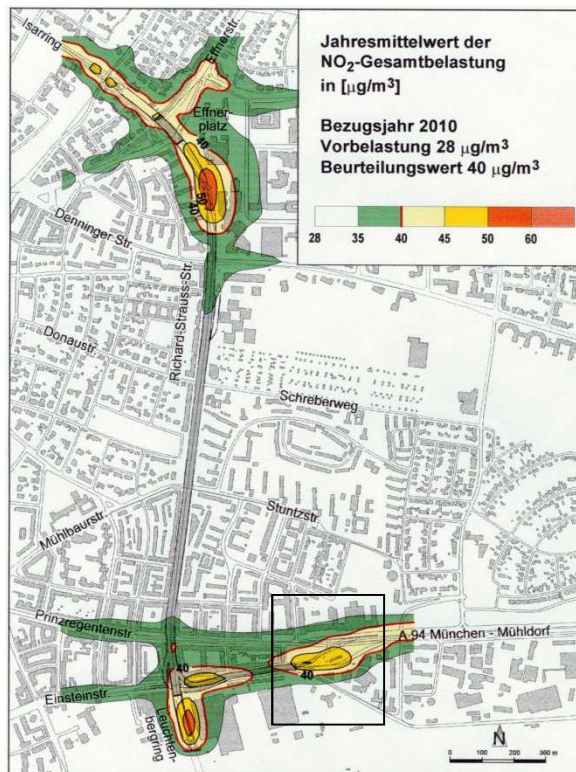 Isarring
Effnerstr.
Jahresmittelwert der
NO₂-Gesamtbelastung
in [µg/m³]
Bezugsjahr 2010
Vorbelastung 28 µg/m³
Beurteilungswert 40 µg/m³
28 35 40 45 50 60
Effner-
platz
40
50
40
Denninger Str.
Richard-Strauss-Str.
Donaustr.
Schreberweg
Stuntzstr.
Mühlbaurstr.
Prinzregentenstr.
A 94 München - Mühldorf
40
40
Einsteinstr.
Leuchten-
bergring
N
0 100 200 300 m